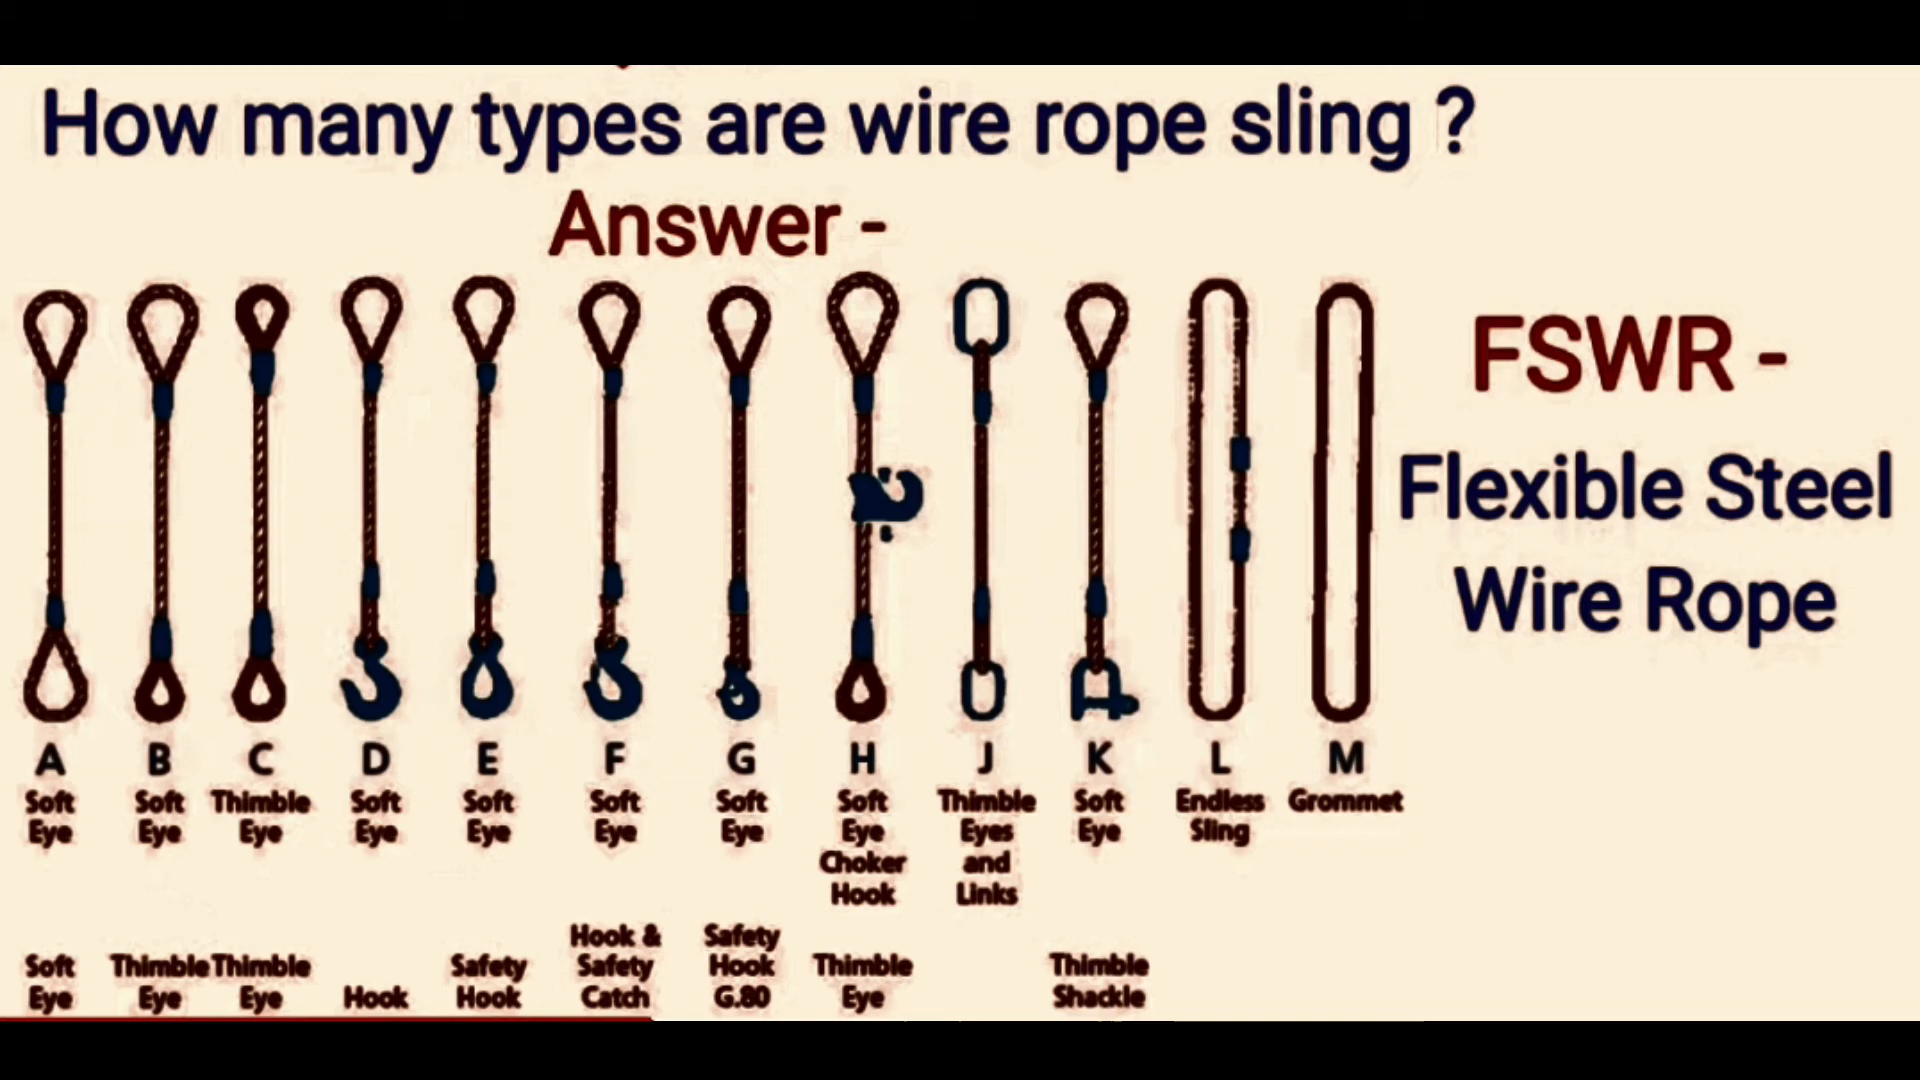 How many types are wire rope sling ?
Answer -
FSWR -
Flexible Steel
Wire Rope
A B C D E F G H J K L M
Soft Soft Thimble Soft Soft Soft Soft Soft Thimble Soft Endless Grommet
Eye Eye Eye Eye Eye Eye Eye Eye Eyes Eye Sling
Choker and
Hook Links
Hook & Safety
Soft Thimble Thimble Safety Safety Hook Thimble Thimble
Eye Eye Eye Hook Hook Catch G.80 Eye Shackle